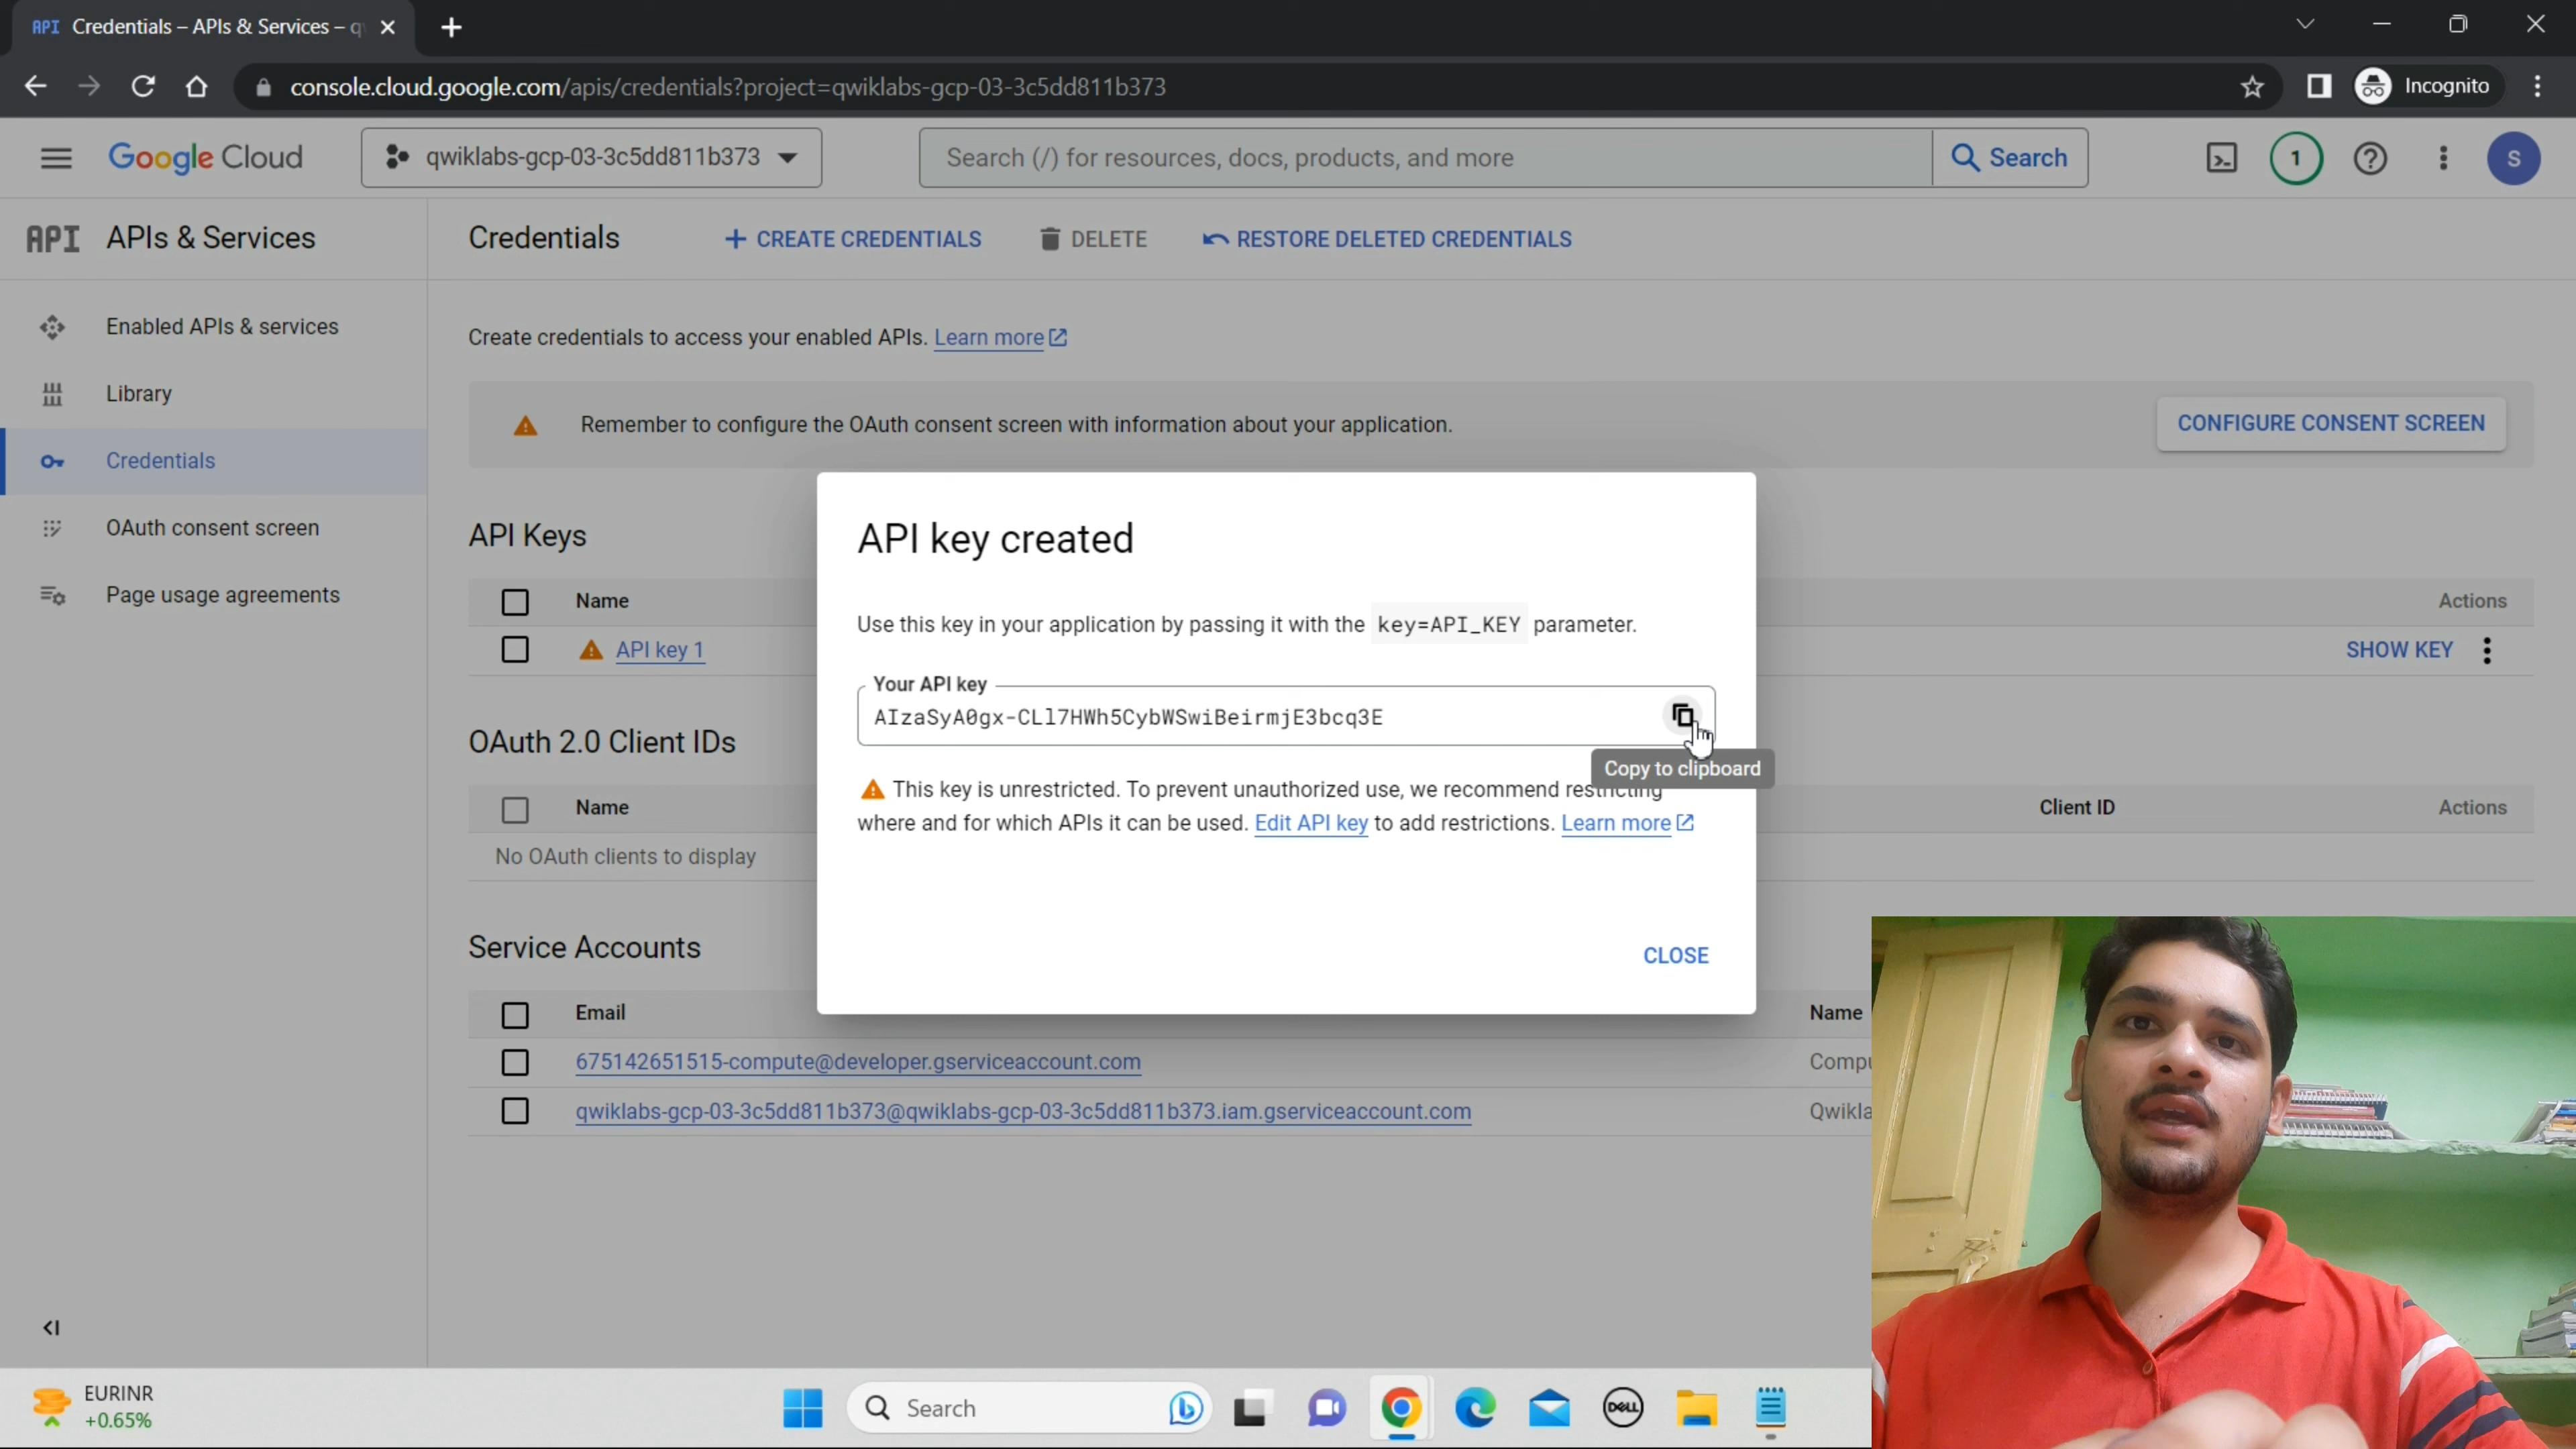 API Credentials – APIs & Services – q
console.cloud.google.com/apis/credentials?project=qwiklabs-gcp-03-3c5dd811b373
Incognito
Google Cloud
qwiklabs-gcp-03-3c5dd811b373
Search (/) for resources, docs, products, and more
Search
1
S
API APIs & Services
Credentials
CREATE CREDENTIALS
DELETE
RESTORE DELETED CREDENTIALS
Enabled APIs & services
Library
Credentials
OAuth consent screen
Page usage agreements
Create credentials to access your enabled APIs. Learn more
Remember to configure the OAuth consent screen with information about your application.
CONFIGURE CONSENT SCREEN
API Keys
Name
Actions
API key 1
SHOW KEY
OAuth 2.0 Client IDs
Name
Client ID
Actions
No OAuth clients to display
Service Accounts
Email
Name
675142651515-compute@developer.gserviceaccount.com
Compu
qwiklabs-gcp-03-3c5dd811b373@qwiklabs-gcp-03-3c5dd811b373.iam.gserviceaccount.com
Qwikla
API key created
Use this key in your application by passing it with the key=API_KEY parameter.
Your API key
AIzaSyA0gx-CLl7HWh5CybWSwiBeirmjE3bcq3E
Copy to clipboard
This key is unrestricted. To prevent unauthorized use, we recommend restricting
where and for which APIs it can be used. Edit API key to add restrictions. Learn more
CLOSE
EURINR
+0.65%
Search
DELL